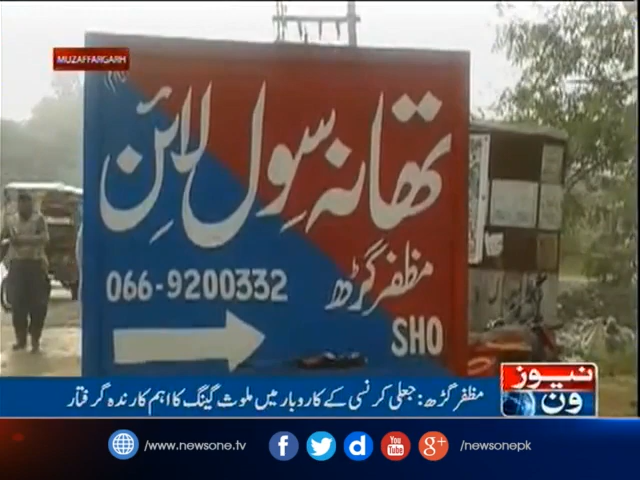 MUZAFFARGARH
تھانہ سول لائن
مظفر گڑھ
066-9200332
SHO
مظفر گڑھ: جعلی کرنسی کے کاروبار میں ملوث گینگ کا اہم کارندہ گرفتار
نیوز
ون
www.newsone.tv
newsonepk